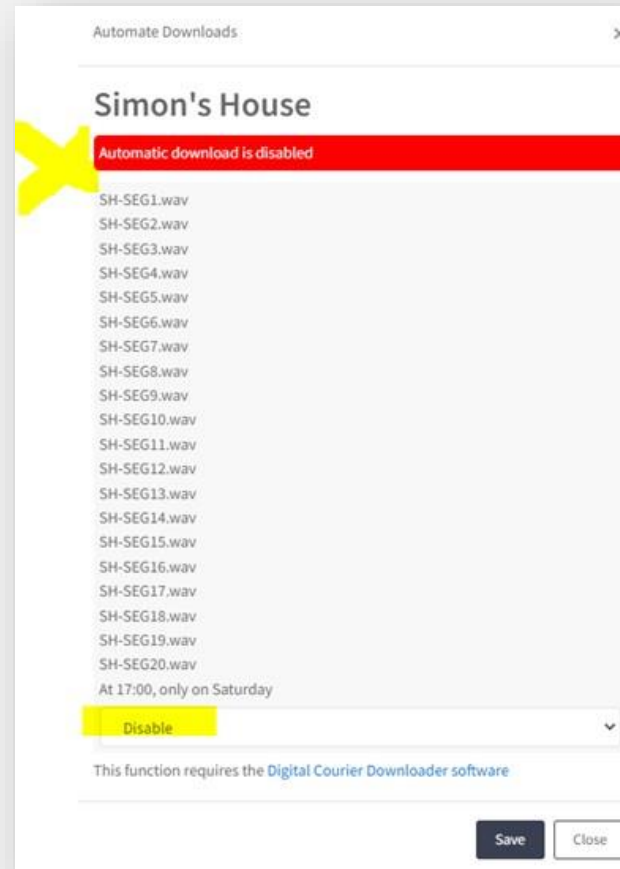 Automate Downloads
Simon's House
Automatic download is disabled
SH-SEG1.wav
SH-SEG2.wav
SH-SEG3.wav
SH-SEG4.wav
SH-SEG5.wav
SH-SEG6.wav
SH-SEG7.wav
SH-SEG8.wav
SH-SEG9.wav
SH-SEG10.wav
SH-SEG11.wav
SH-SEG12.wav
SH-SEG13.wav
SH-SEG14.wav
SH-SEG15.wav
SH-SEG16.wav
SH-SEG17.wav
SH-SEG18.wav
SH-SEG19.wav
SH-SEG20.wav
At 17:00, only on Saturday
Disable
This function requires the Digital Courier Downloader software
Save Close